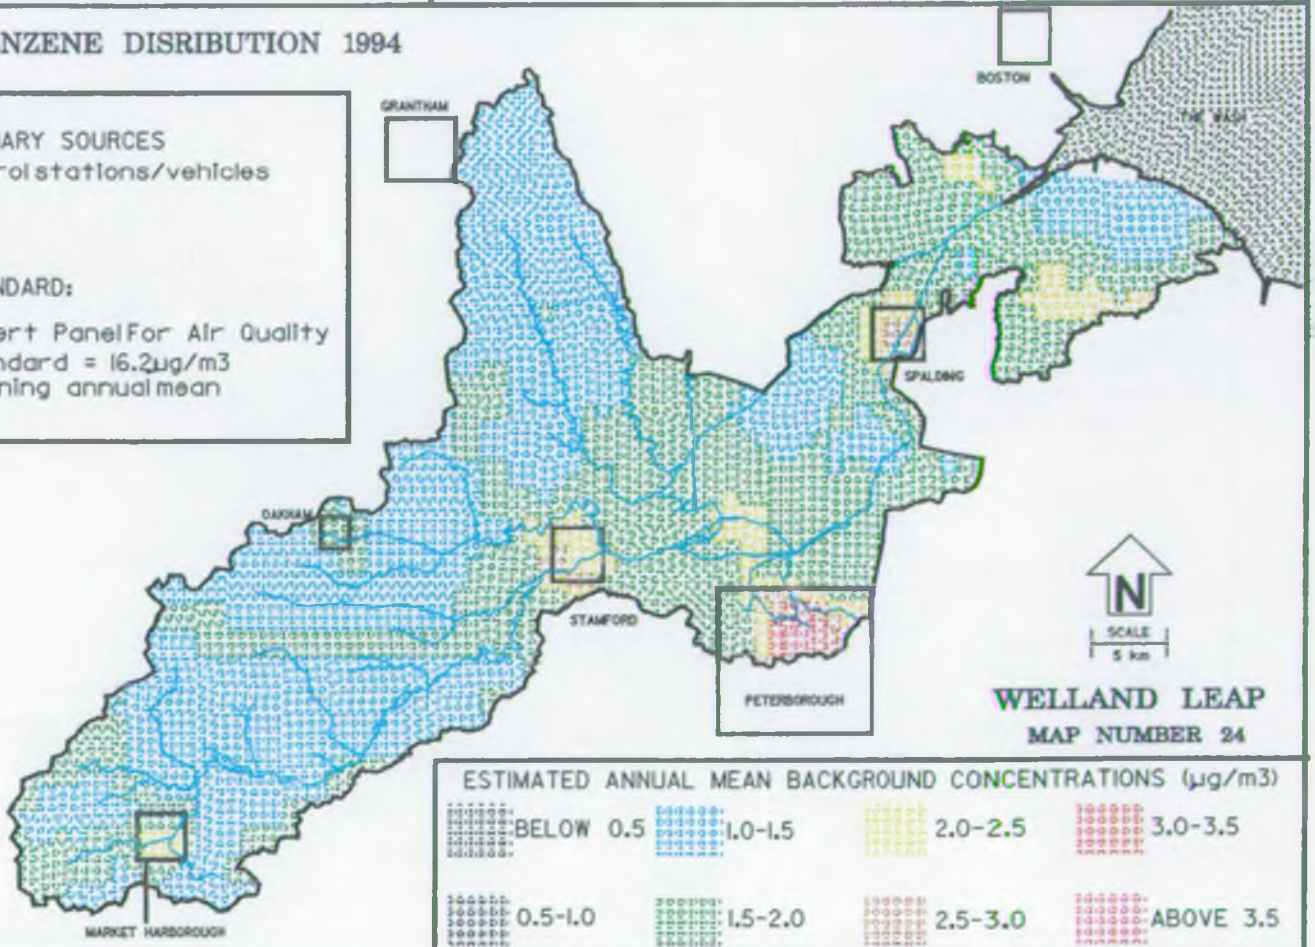 NZENE DISRIBUTION 1994
ARY SOURCES
rol stations/vehicles
NDARD:
ert Panel For Air Quality
ndard = 16.2µg/m3
ning annual mean
GRANTHAM
BOSTON
THE WASH
SPALDING
OAKHAM
STAMFORD
PETERBOROUGH
MARKET HARBOROUGH
N
SCALE
5 km
WELLAND LEAP
MAP NUMBER 24
ESTIMATED ANNUAL MEAN BACKGROUND CONCENTRATIONS (µg/m3)
BELOW 0.5 1.0-1.5 2.0-2.5 3.0-3.5
0.5-1.0 1.5-2.0 2.5-3.0 ABOVE 3.5